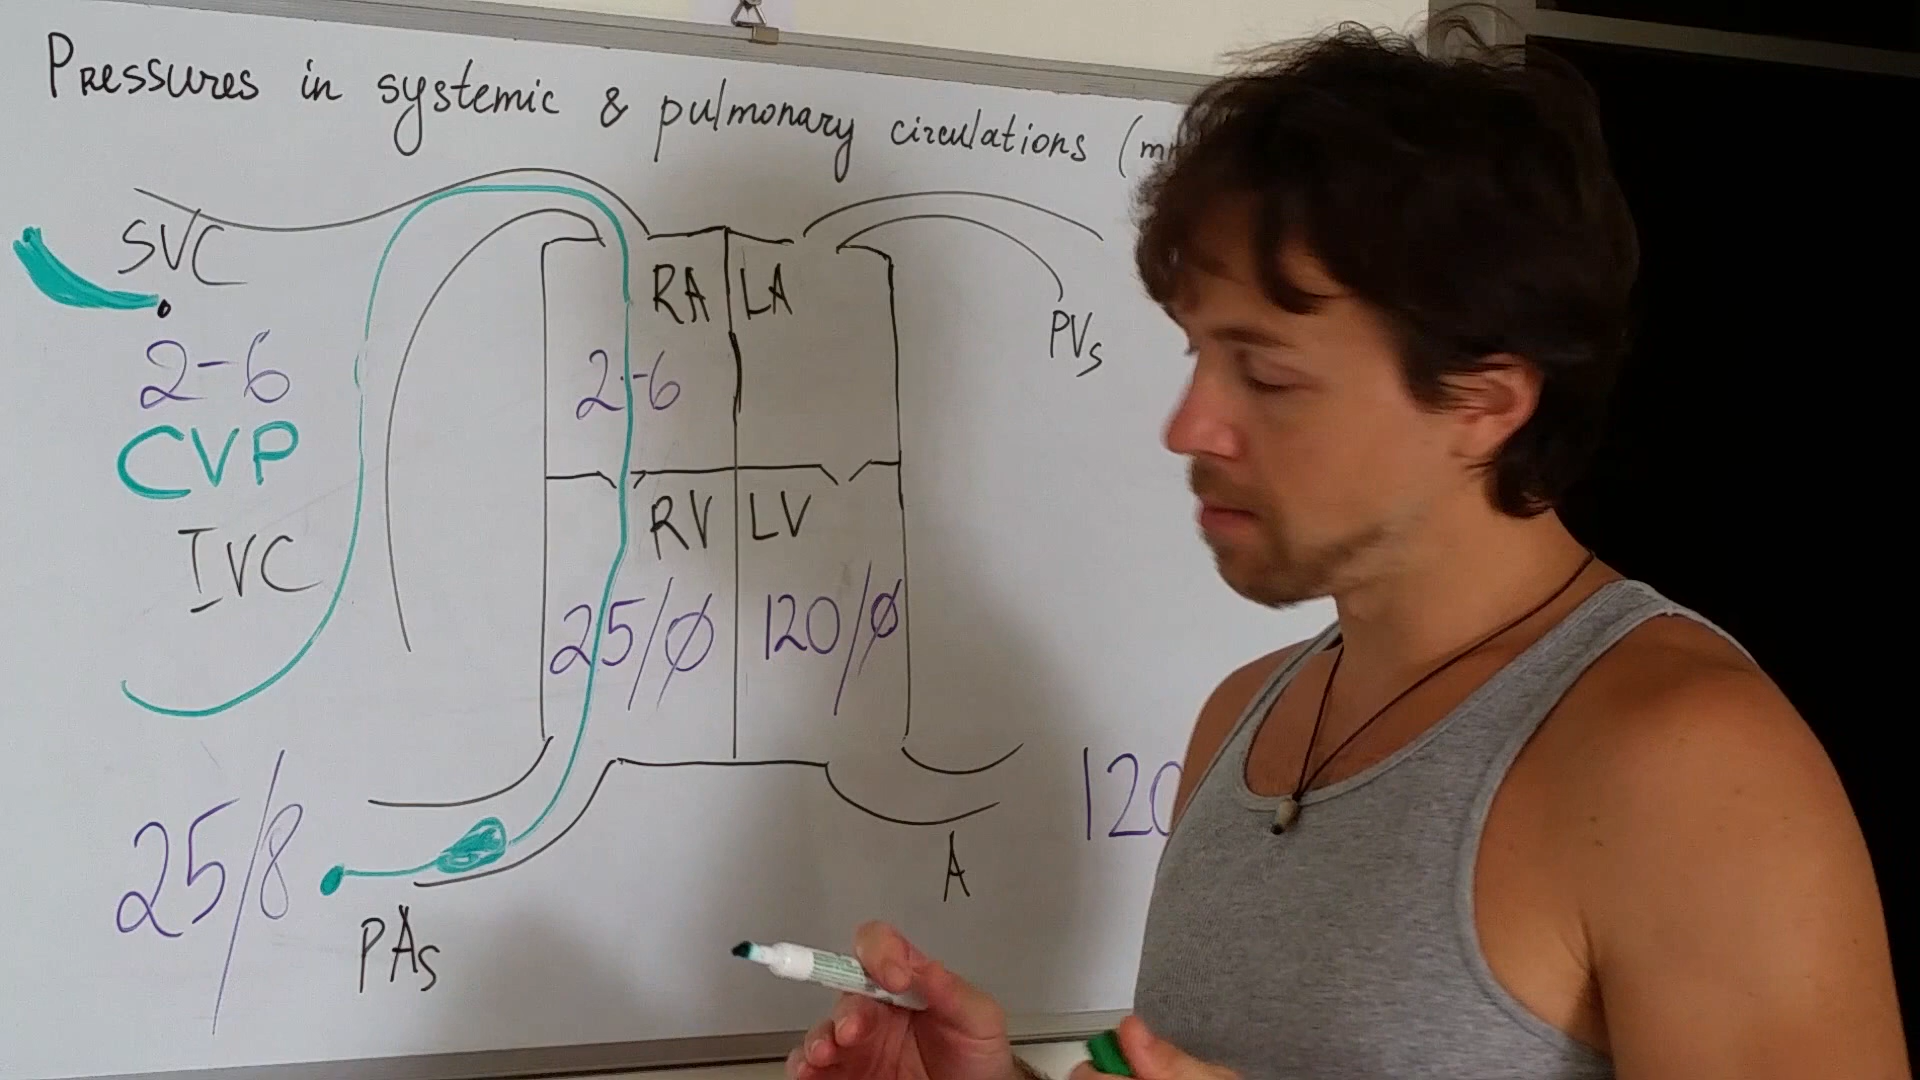 Pressures in systemic & pulmonary circulations
SVC
RA
LA
PVs
2-6
2-6
CVP
IVC
RV
LV
25/0
120/0
25/8
120
A
PAs